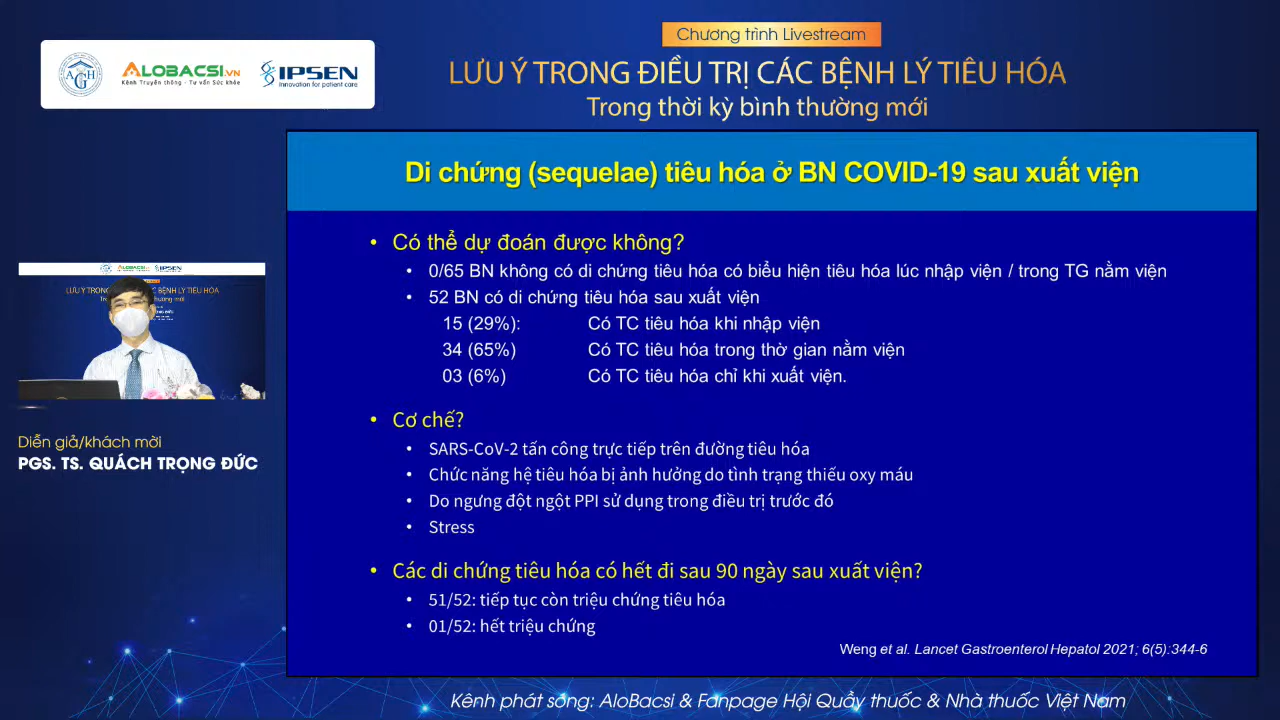 Chương trình Livestream
LƯU Ý TRONG ĐIỀU TRỊ CÁC BỆNH LÝ TIÊU HÓA
Trong thời kỳ bình thường mới
AGH
ALOBACSI.VN
Kênh Truyền thông - Tư vấn Sức khỏe
IPSEN
Innovation for patient care
Di chứng (sequelae) tiêu hóa ở BN COVID-19 sau xuất viện
• Có thể dự đoán được không?
• 0/65 BN không có di chứng tiêu hóa có biểu hiện tiêu hóa lúc nhập viện / trong TG nằm viện
• 52 BN có di chứng tiêu hóa sau xuất viện
15 (29%): Có TC tiêu hóa khi nhập viện
34 (65%) Có TC tiêu hóa trong thờ gian nằm viện
03 (6%) Có TC tiêu hóa chỉ khi xuất viện.
• Cơ chế?
• SARS-CoV-2 tấn công trực tiếp trên đường tiêu hóa
• Chức năng hệ tiêu hóa bị ảnh hưởng do tình trạng thiếu oxy máu
• Do ngưng đột ngột PPI sử dụng trong điều trị trước đó
• Stress
• Các di chứng tiêu hóa có hết đi sau 90 ngày sau xuất viện?
• 51/52: tiếp tục còn triệu chứng tiêu hóa
• 01/52: hết triệu chứng
Weng et al. Lancet Gastroenterol Hepatol 2021; 6(5):344-6
Diễn giả/khách mời
PGS. TS. QUÁCH TRỌNG ĐỨC
Kênh phát sóng: AloBacsi & Fanpage Hội Quầy thuốc & Nhà thuốc Việt Nam